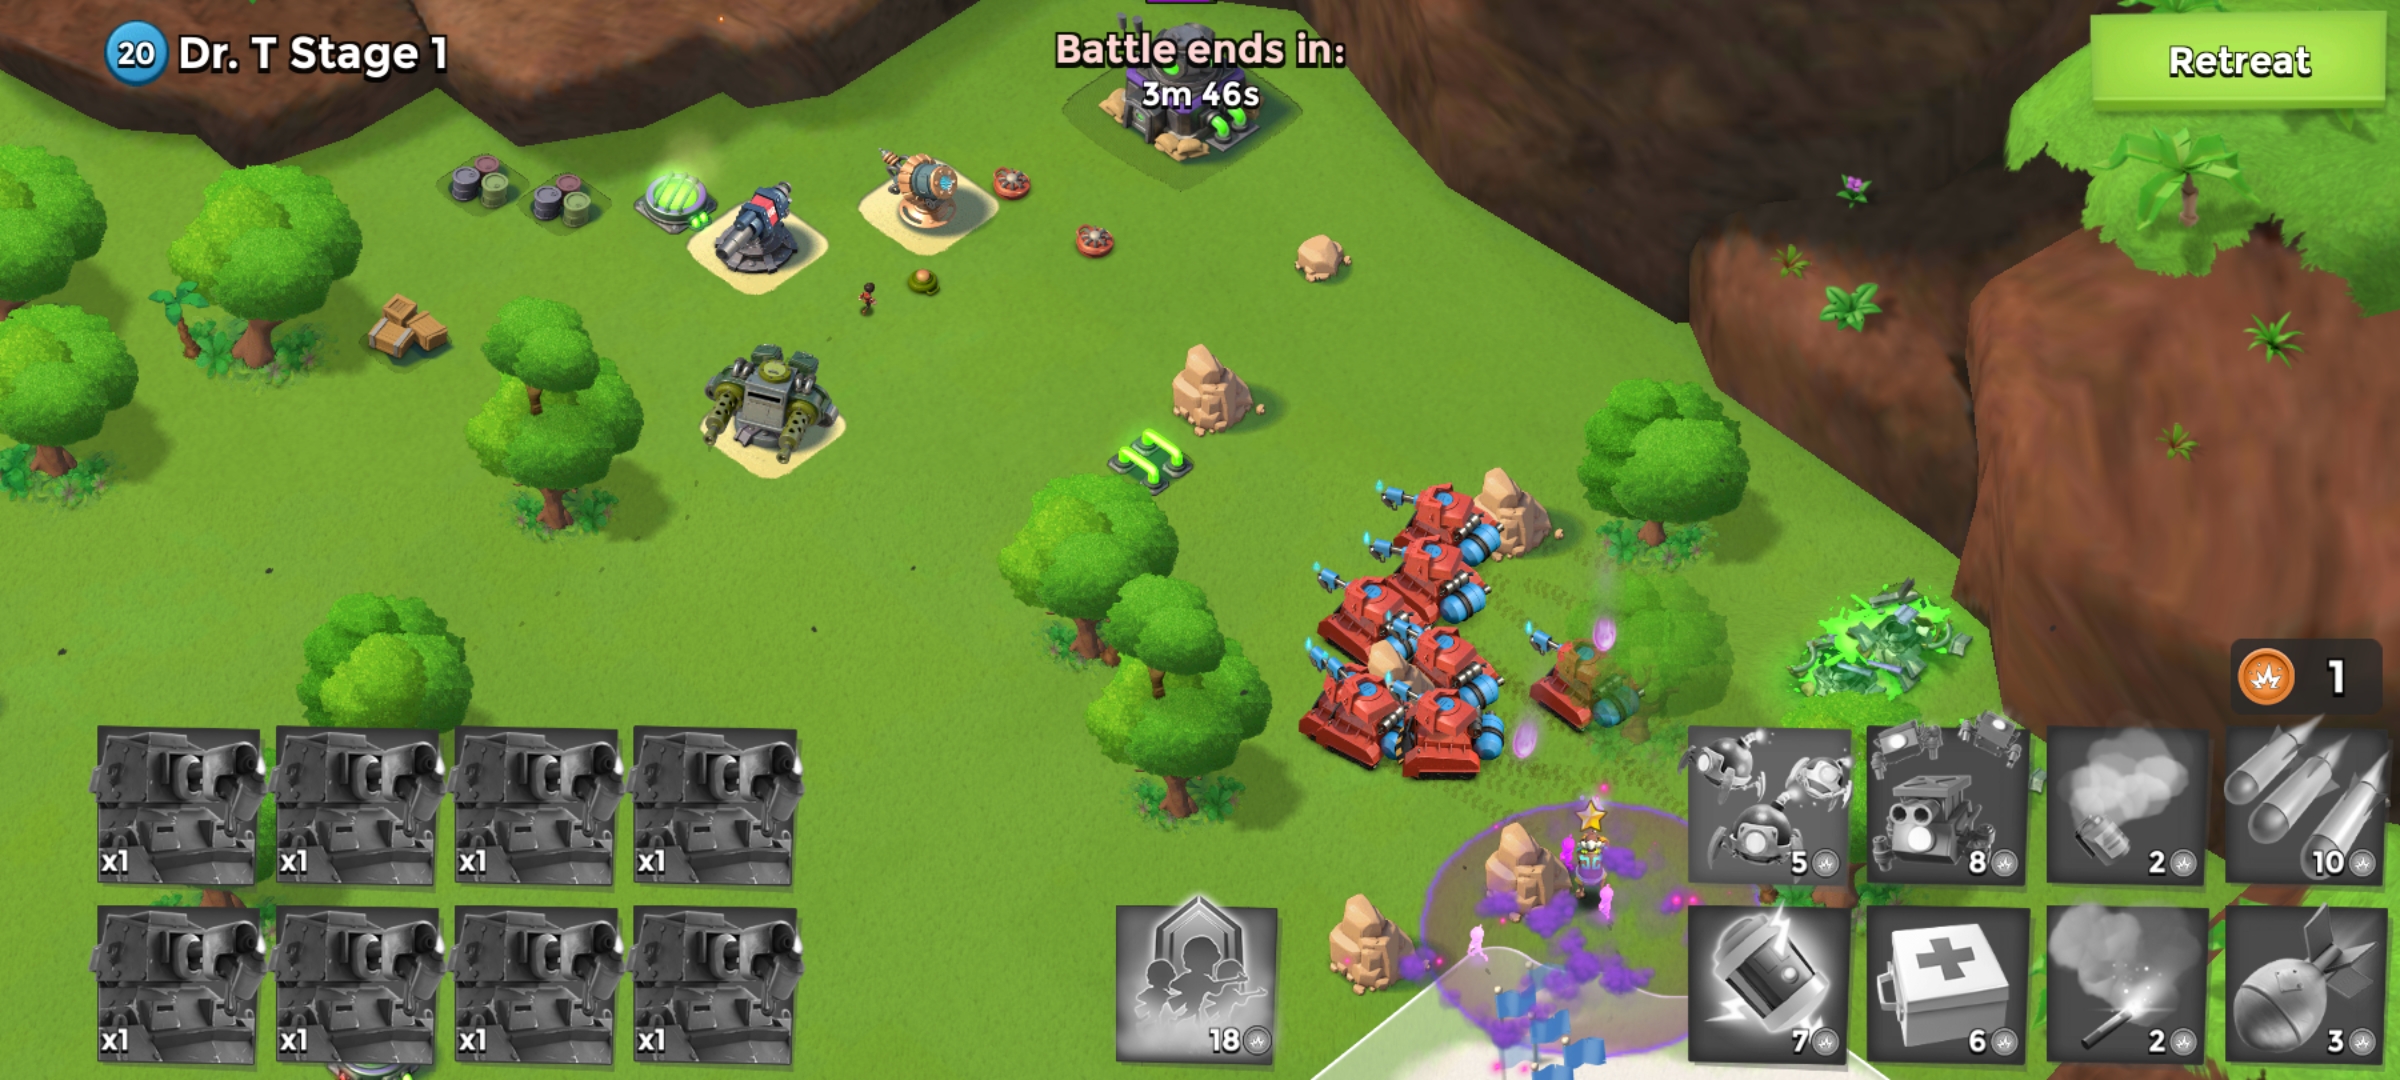 20 Dr. T Stage 1
Battle ends in:
3m 46s
Retreat
1
x1 x1 x1 x1
5 8 2 10
x1 x1 x1 x1
18
7 6 2 3